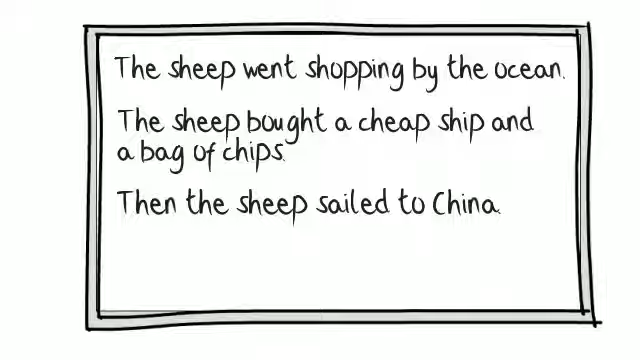 The sheep went shopping by the ocean.
The sheep bought a cheap ship and
a bag of chips.
Then the sheep sailed to China.